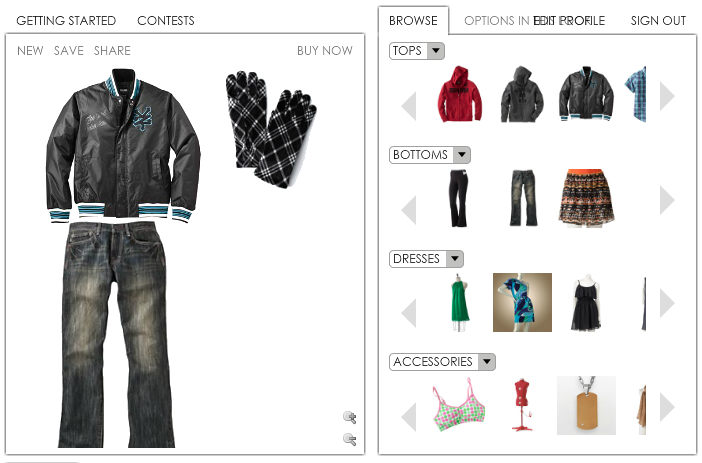 GETTING STARTED CONTESTS
NEW SAVE SHARE BUY NOW
BROWSE OPTIONS IN EDIT PROFILE SIGN OUT
TOPS
BOTTOMS
DRESSES
ACCESSORIES